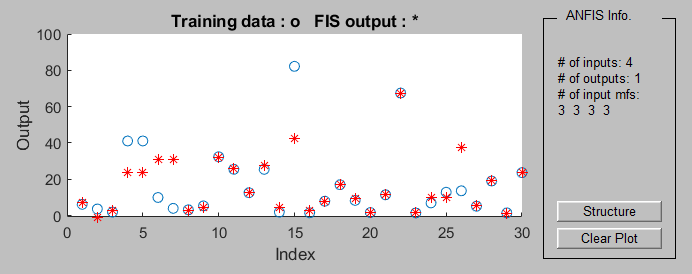 Training data : o   FIS output : *
100
80
60
40
20
0
0 5 10 15 20 25 30
Output
Index
ANFIS Info.
# of inputs: 4
# of outputs: 1
# of input mfs:
3 3 3 3
Structure
Clear Plot